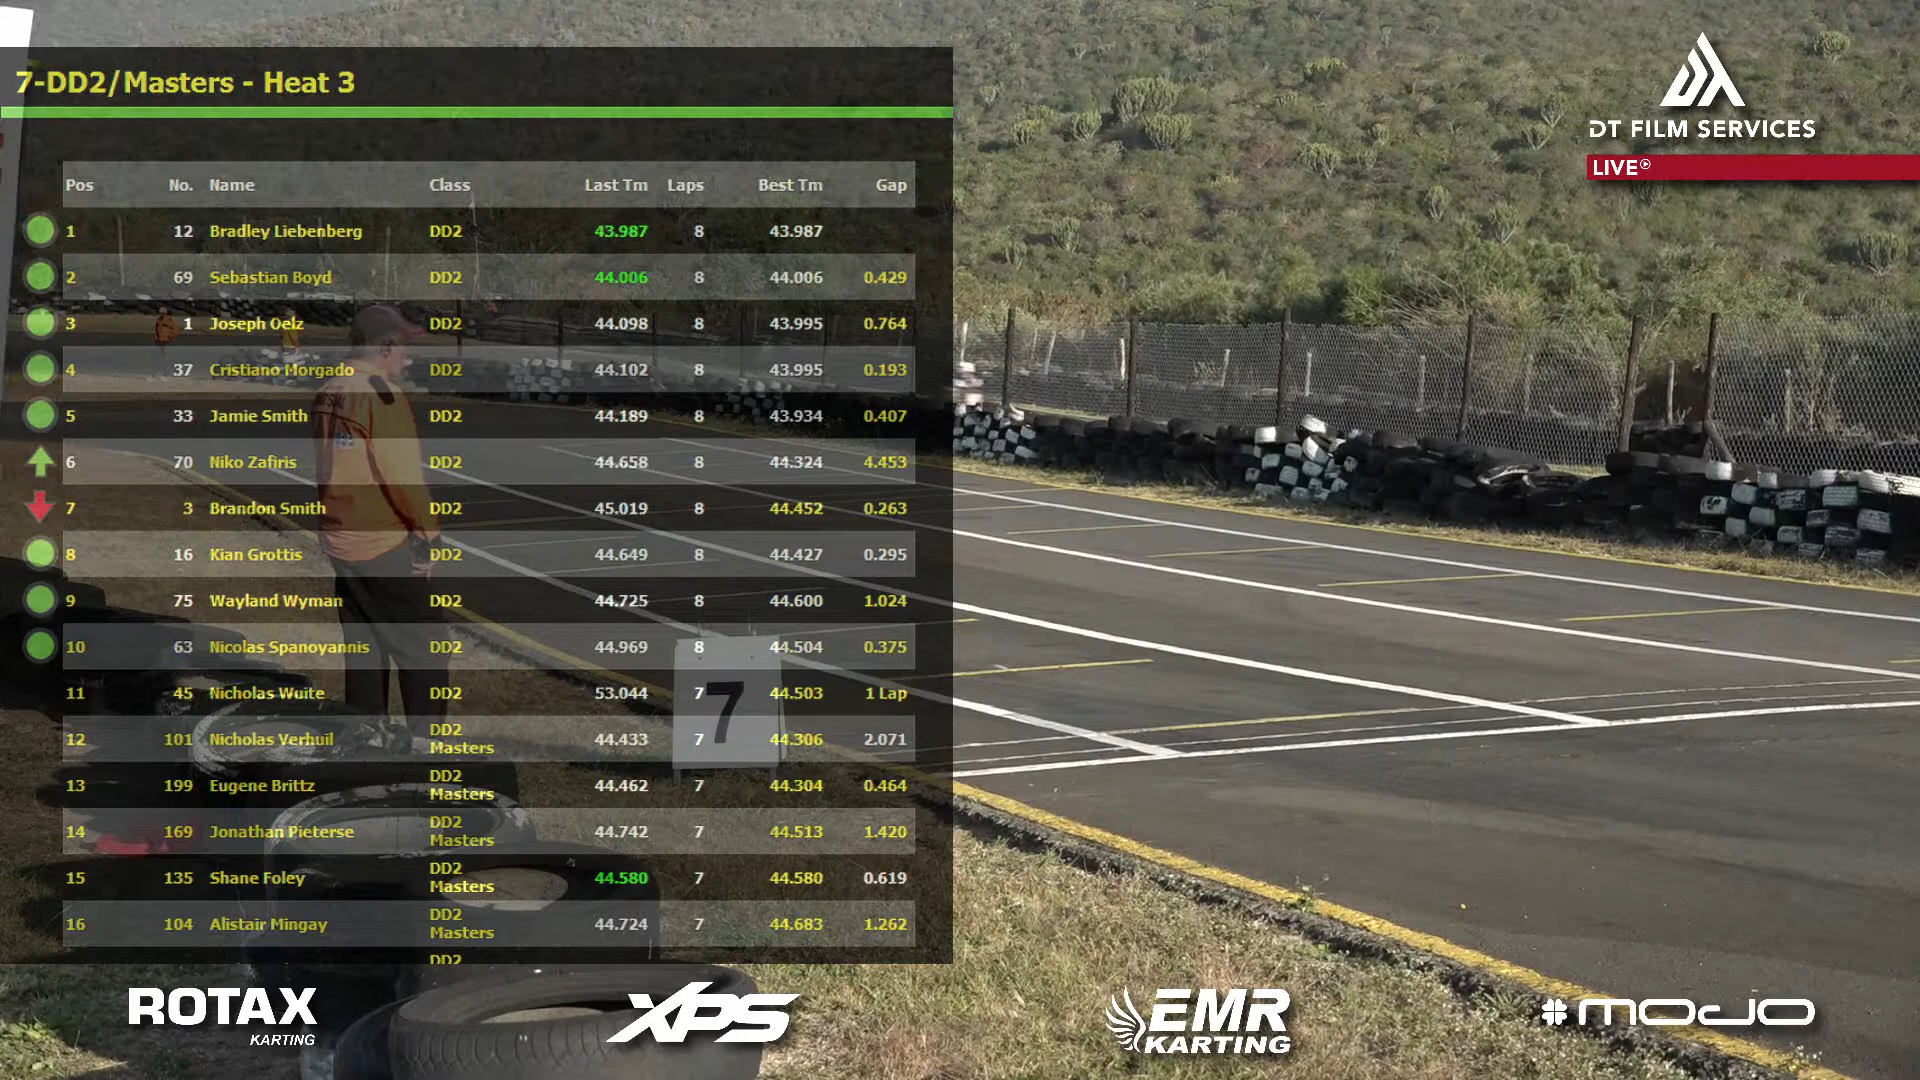 7-DD2/Masters - Heat 3
DT FILM SERVICES
LIVE
Pos No. Name Class Last Tm Laps Best Tm Gap
1 12 Bradley Liebenberg DD2 43.987 8 43.987
2 69 Sebastian Boyd DD2 44.006 8 44.006 0.429
3 1 Joseph Oelz DD2 44.098 8 43.995 0.764
4 37 Cristiano Morgado DD2 44.102 8 43.995 0.193
5 33 Jamie Smith DD2 44.189 8 43.934 0.407
6 70 Niko Zafiris DD2 44.658 8 44.324 4.453
7 3 Brandon Smith DD2 45.019 8 44.452 0.263
8 16 Kian Grottis DD2 44.649 8 44.427 0.295
9 75 Wayland Wyman DD2 44.725 8 44.600 1.024
10 63 Nicolas Spanoyannis DD2 44.969 8 44.504 0.375
11 45 Nicholas Wuite DD2 53.044 7 44.503 1 Lap
12 101 Nicholas Verhuil DD2 Masters 44.433 7 44.306 2.071
13 199 Eugene Brittz DD2 Masters 44.462 7 44.304 0.464
14 169 Jonathan Pieterse DD2 Masters 44.742 7 44.513 1.420
15 135 Shane Foley DD2 Masters 44.580 7 44.580 0.619
16 104 Alistair Mingay DD2 Masters 44.724 7 44.683 1.262
DD2
7
ROTAX
KARTING
XPS
EMR
KARTING
MOJO